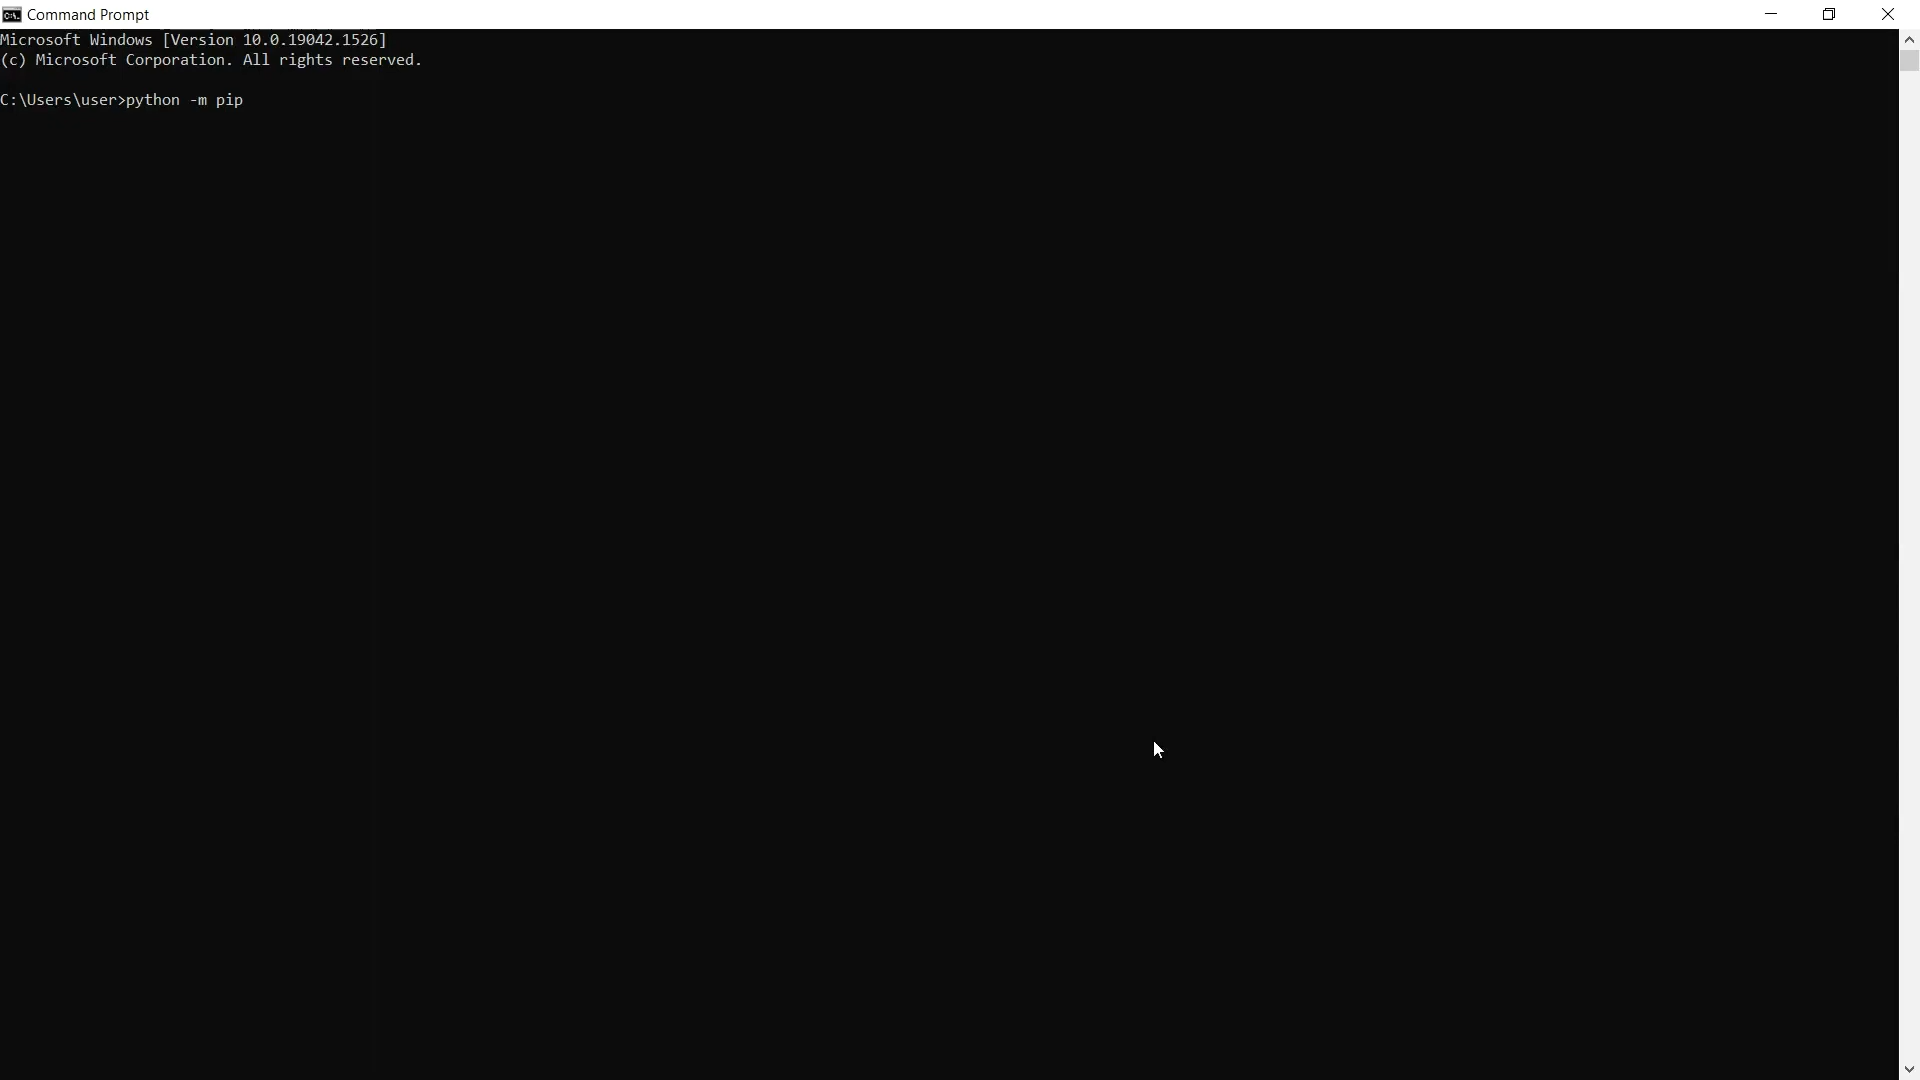 Command Prompt
Microsoft Windows [Version 10.0.19042.1526]
(c) Microsoft Corporation. All rights reserved.
C:\Users\user>python -m pip